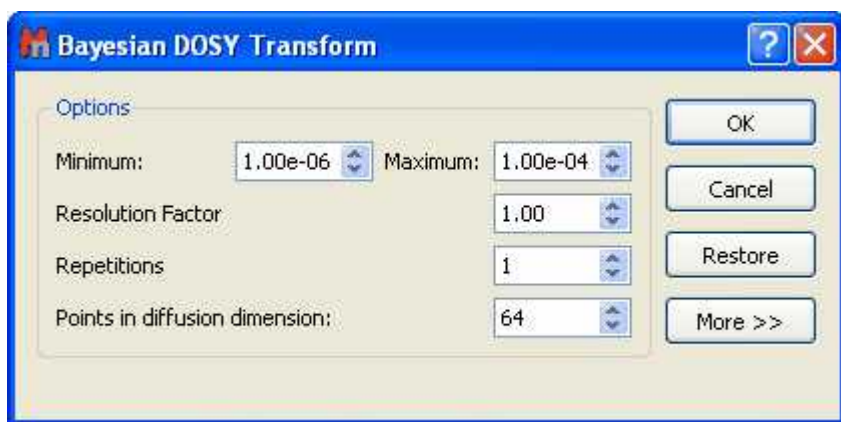 Bayesian DOSY Transform
Options
Minimum: 1.00e-06 Maximum: 1.00e-04
Resolution Factor 1.00
Repetitions 1
Points in diffusion dimension: 64
OK
Cancel
Restore
More >>